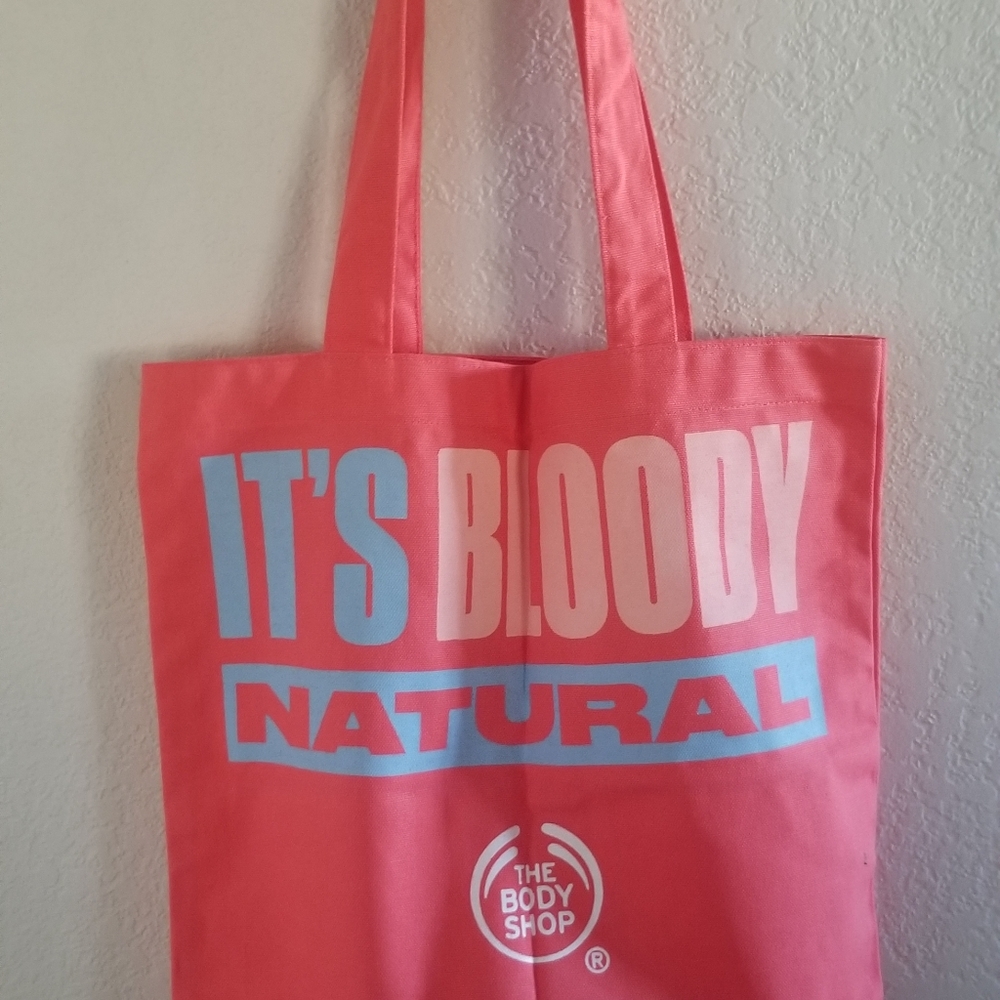 IT'S BLOODY
NATURAL
THE
BODY
SHOP
®